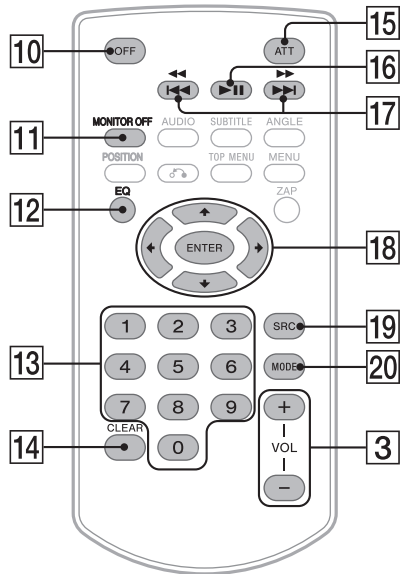 10 OFF ATT 15
16
17
11 MONITOR OFF AUDIO SUBTITLE ANGLE
POSITION TOP MENU MENU
12 EQ ZAP
ENTER 18
1 2 3 SRC 19
13 4 5 6 MODE 20
7 8 9 +
14 CLEAR 0 VOL 3
−